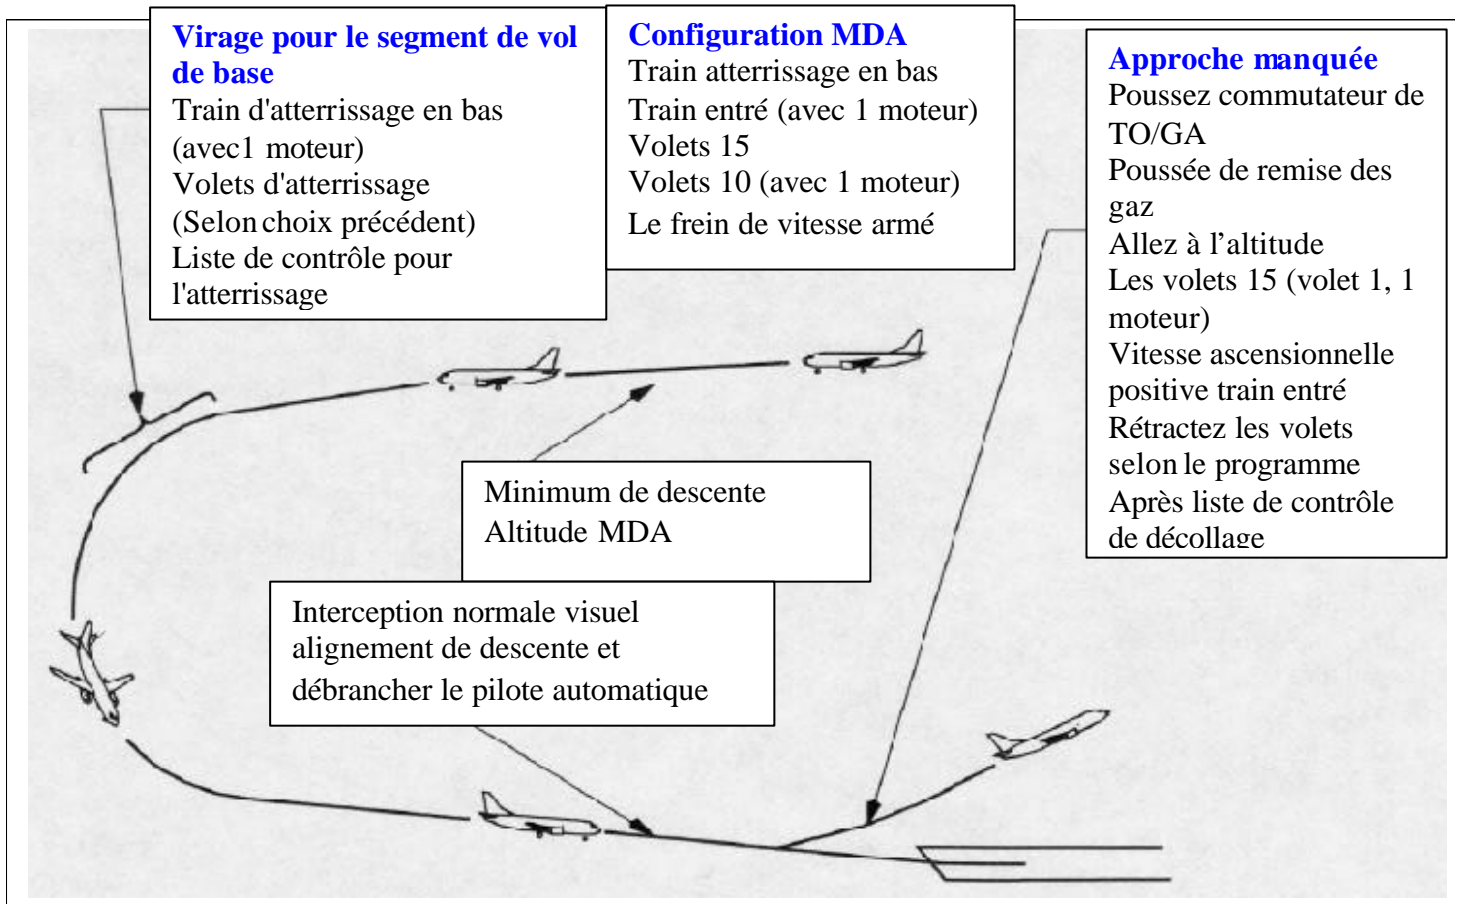 Virage pour le segment de vol
de base
Train d'atterrissage en bas
(avec1 moteur)
Volets d'atterrissage
(Selon choix précédent)
Liste de contrôle pour
l'atterrissage
Configuration MDA
Train atterrissage en bas
Train entré (avec 1 moteur)
Volets 15
Volets 10 (avec 1 moteur)
Le frein de vitesse armé
Approche manquée
Poussez commutateur de
TO/GA
Poussée de remise des
gaz
Allez à l’altitude
Les volets 15 (volet 1, 1
moteur)
Vitesse ascensionnelle
positive train entré
Rétractez les volets
selon le programme
Après liste de contrôle
de décollage
Minimum de descente
Altitude MDA
Interception normale visuel
alignement de descente et
débrancher le pilote automatique